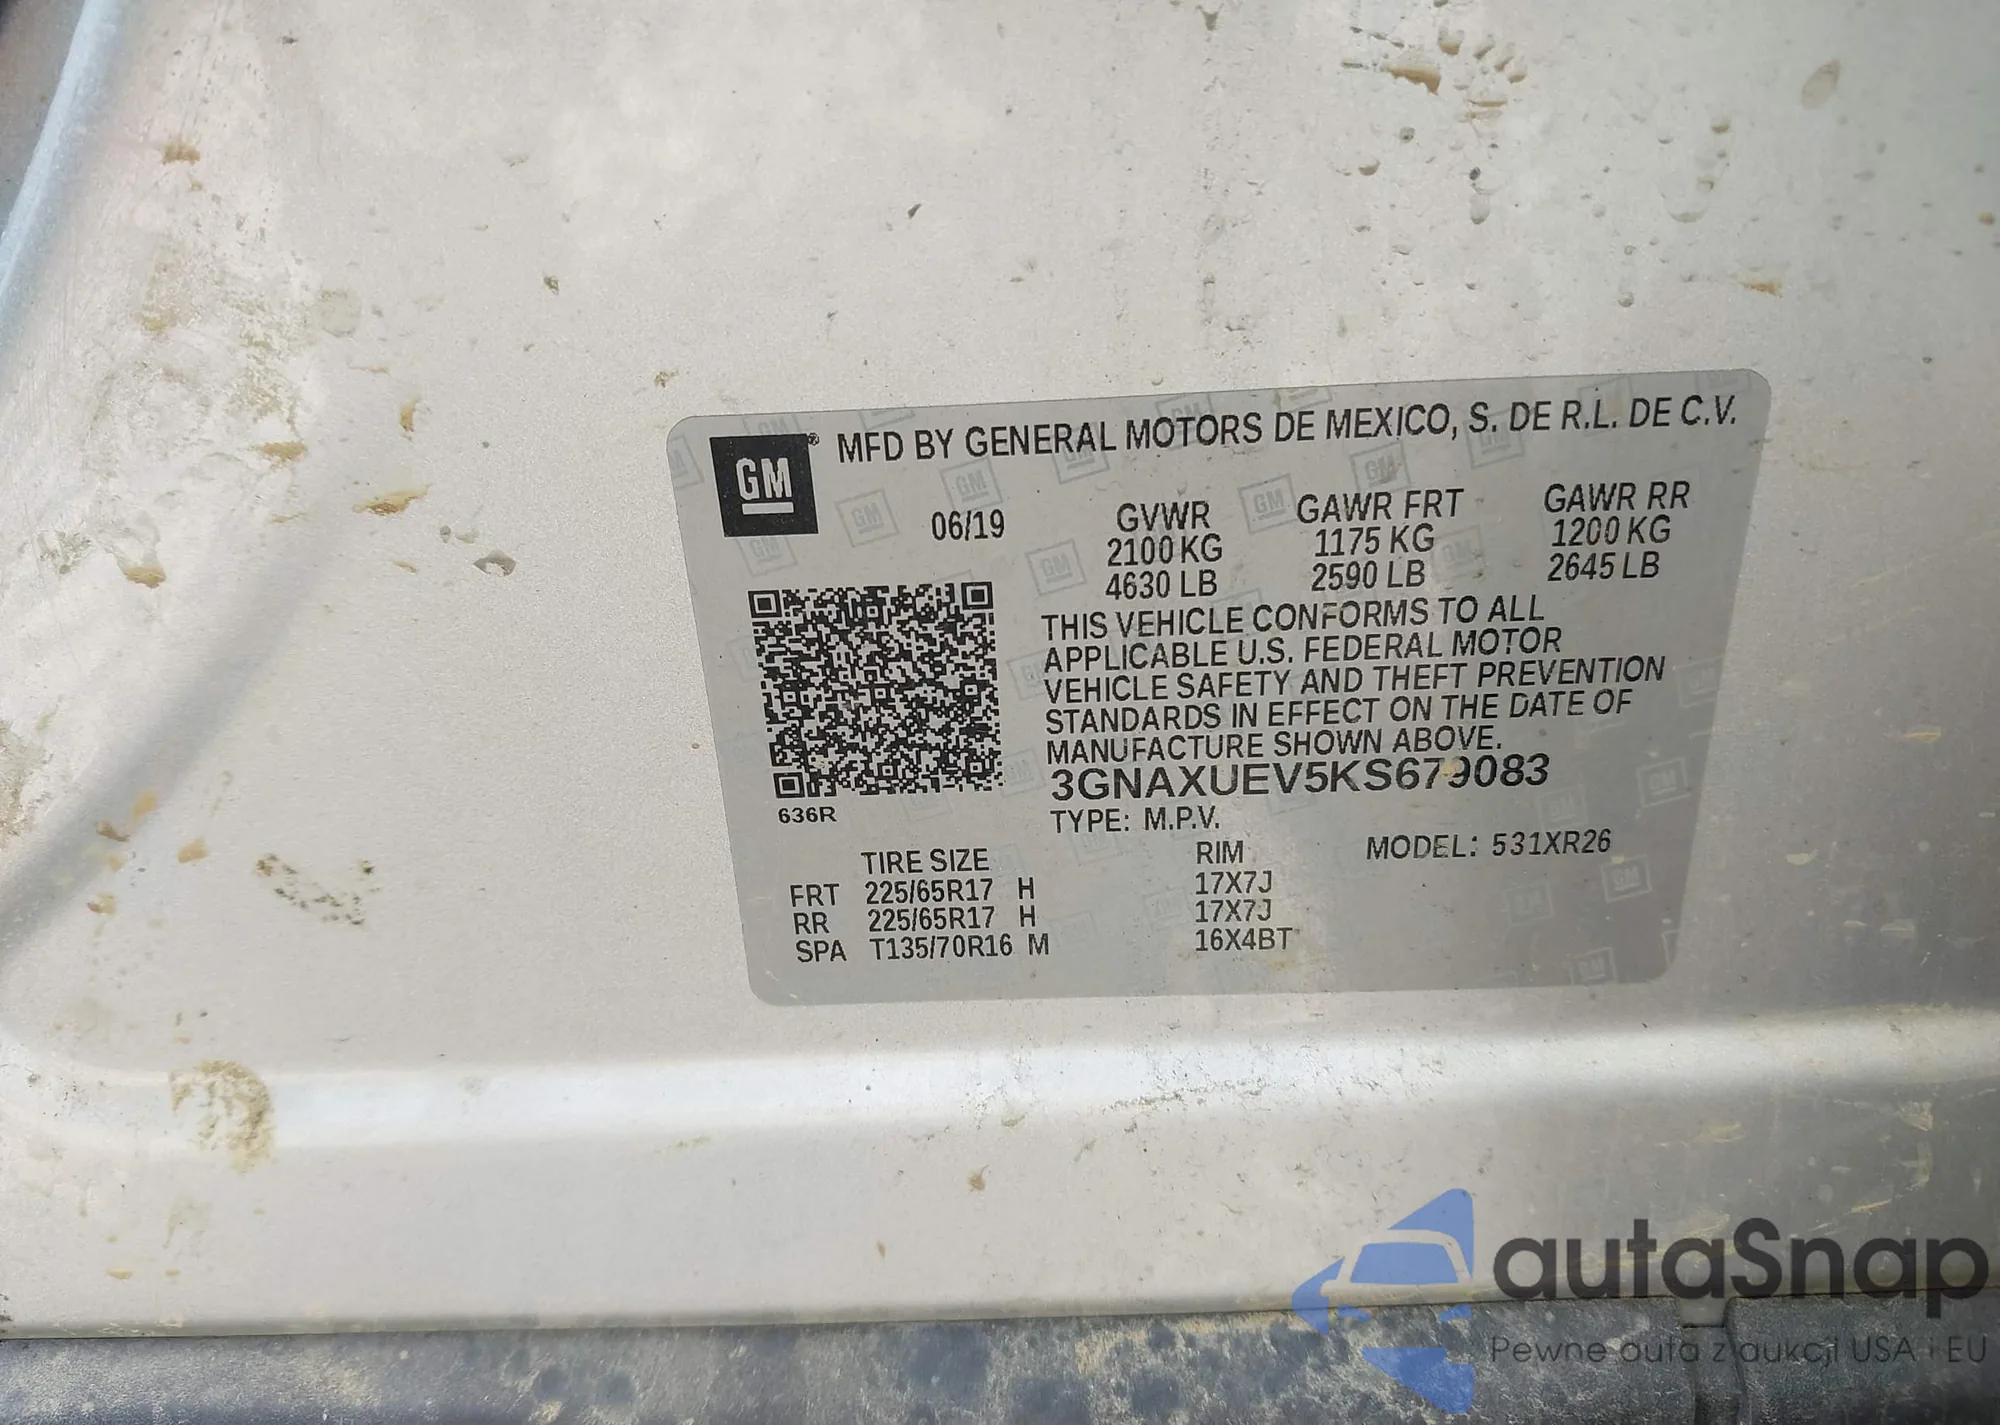 GM® MFD BY GENERAL MOTORS DE MEXICO, S. DE R.L. DE C.V.
06/19 GVWR GAWR FRT GAWR RR
2100 KG 1175 KG 1200 KG
4630 LB 2590 LB 2645 LB
THIS VEHICLE CONFORMS TO ALL
APPLICABLE U.S. FEDERAL MOTOR
VEHICLE SAFETY AND THEFT PREVENTION
STANDARDS IN EFFECT ON THE DATE OF
MANUFACTURE SHOWN ABOVE.
3GNAXUEV5KS679083
636R
TYPE: M.P.V.
TIRE SIZE RIM MODEL: 531XR26
FRT 225/65R17 H 17X7J
RR 225/65R17 H 17X7J
SPA T135/70R16 M 16X4BT
autaSnap
Pewne auta z aukcji USA i EU